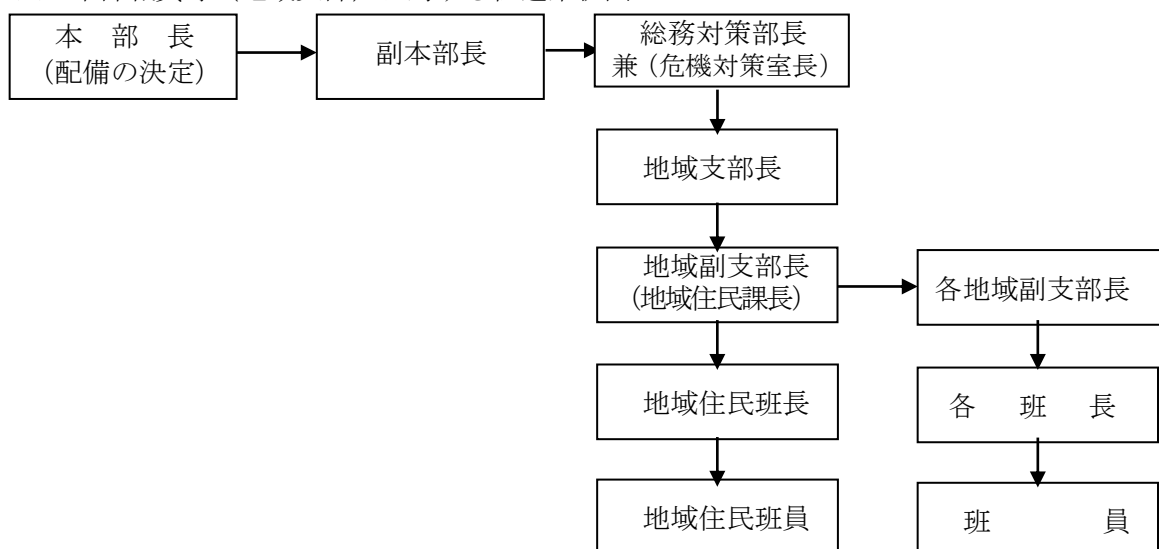 本　部　長
(配備の決定)
副本部長
総務対策部長
兼（危機対策室長）
地域支部長
地域副支部長
(地域住民課長)
各地域副支部長
地域住民班長
各　班　長
地域住民班員
班　　　員